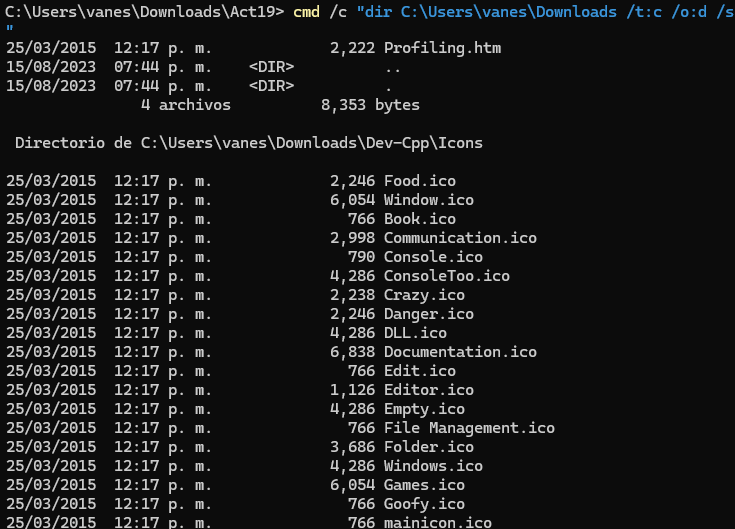 C:\Users\vanes\Downloads\Act19> cmd /c "dir C:\Users\vanes\Downloads /t:c /o:d /s
"
25/03/2015  12:17 p. m.             2,222 Profiling.htm
15/08/2023  07:44 p. m.    <DIR>          ..
15/08/2023  07:44 p. m.    <DIR>          .
               4 archivos          8,353 bytes
 Directorio de C:\Users\vanes\Downloads\Dev-Cpp\Icons
25/03/2015  12:17 p. m.             2,246 Food.ico
25/03/2015  12:17 p. m.             6,054 Window.ico
25/03/2015  12:17 p. m.               766 Book.ico
25/03/2015  12:17 p. m.             2,998 Communication.ico
25/03/2015  12:17 p. m.               790 Console.ico
25/03/2015  12:17 p. m.             4,286 ConsoleToo.ico
25/03/2015  12:17 p. m.             2,238 Crazy.ico
25/03/2015  12:17 p. m.             2,246 Danger.ico
25/03/2015  12:17 p. m.             4,286 DLL.ico
25/03/2015  12:17 p. m.             6,838 Documentation.ico
25/03/2015  12:17 p. m.               766 Edit.ico
25/03/2015  12:17 p. m.             1,126 Editor.ico
25/03/2015  12:17 p. m.             4,286 Empty.ico
25/03/2015  12:17 p. m.               766 File Management.ico
25/03/2015  12:17 p. m.             3,686 Folder.ico
25/03/2015  12:17 p. m.             4,286 Windows.ico
25/03/2015  12:17 p. m.             6,054 Games.ico
25/03/2015  12:17 p. m.               766 Goofy.ico
25/03/2015  12:17 p. m.               766 mainicon.ico